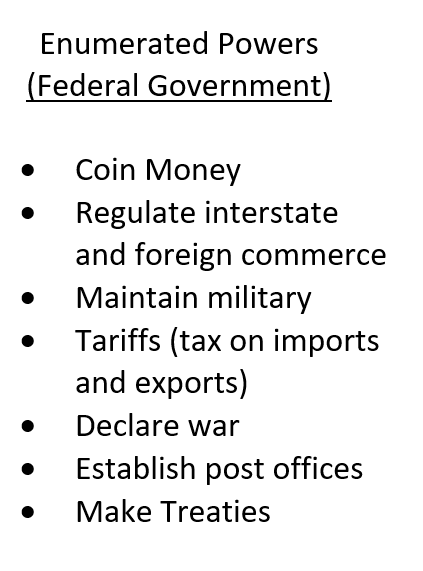 Enumerated Powers
(Federal Government)
• Coin Money
• Regulate interstate
and foreign commerce
• Maintain military
• Tariffs (tax on imports
and exports)
• Declare war
• Establish post offices
• Make Treaties